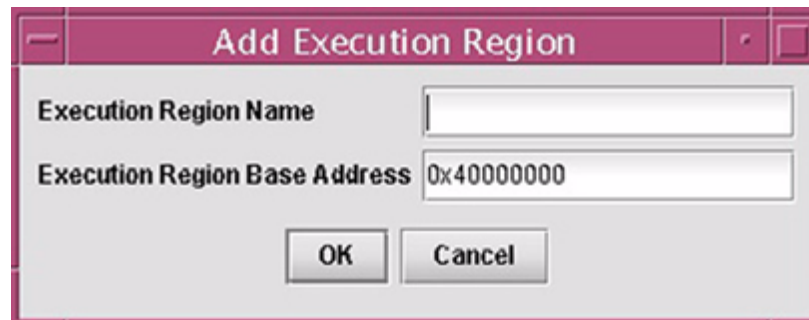 Add Execution Region
Execution Region Name
Execution Region Base Address 0x40000000
OK Cancel